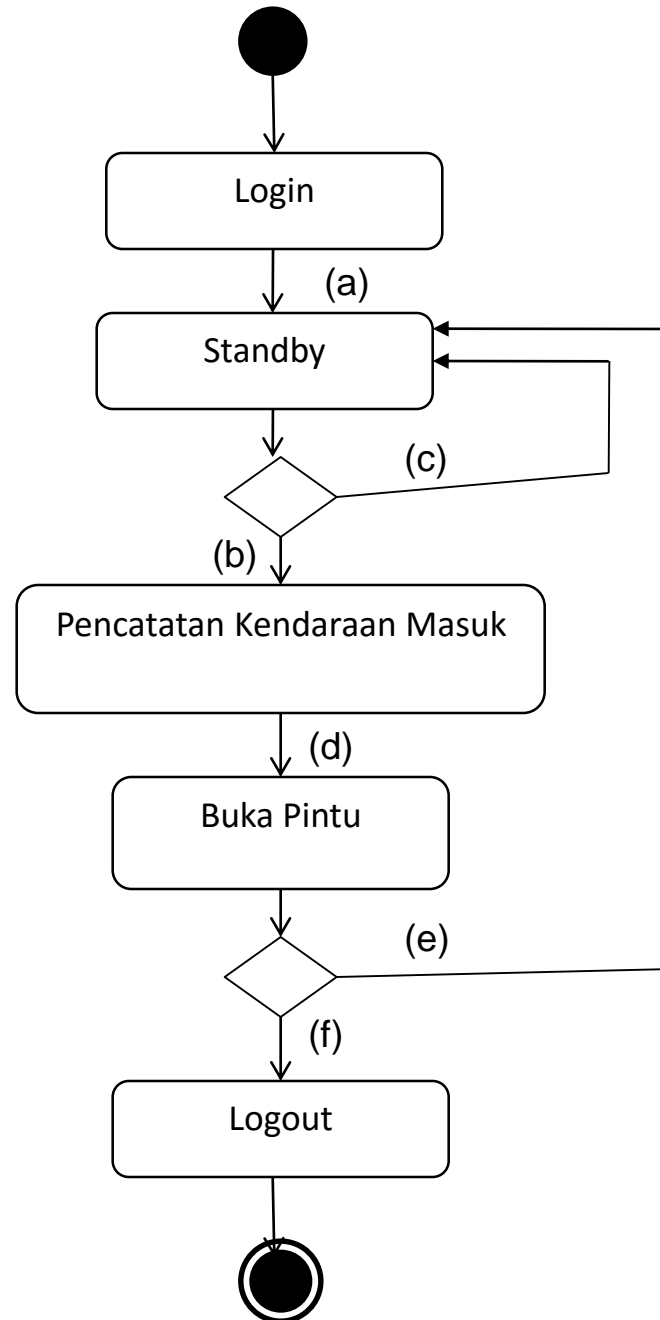 Login
(a)
Standby
(c)
(b)
Pencatatan Kendaraan Masuk
(d)
Buka Pintu
(e)
(f)
Logout